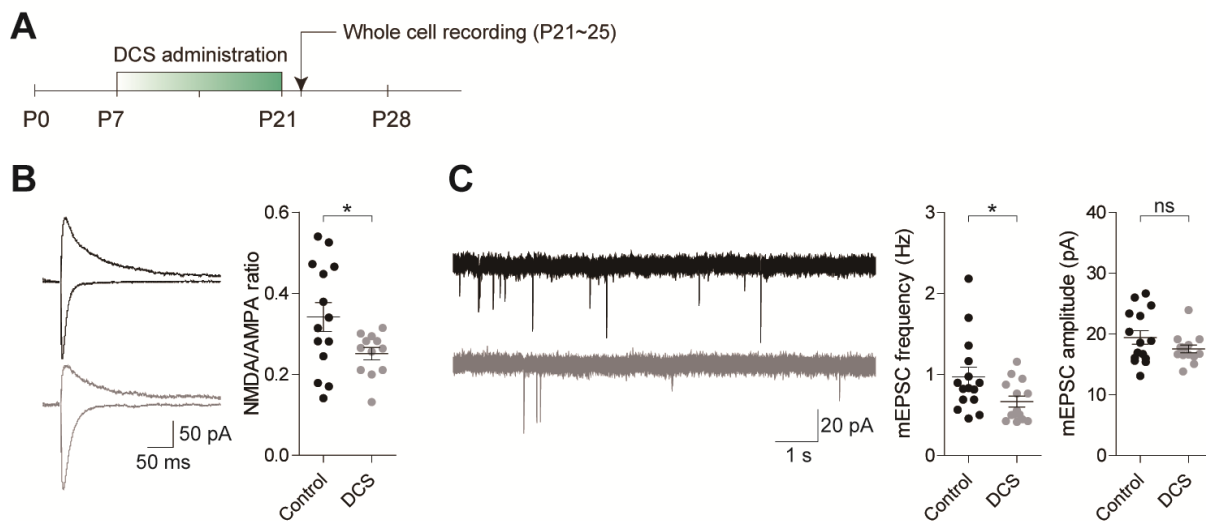 A
Whole cell recording (P21~25)
DCS administration
P0
P7
P21
P28
B
50 pA
50 ms
NMDA/AMPA ratio
0.6
0.4
0.2
0.0
*
Control
DCS
C
20 pA
1 s
mEPSC frequency (Hz)
3
2
1
0
*
Control
DCS
mEPSC amplitude (pA)
40
30
20
10
0
ns
Control
DCS